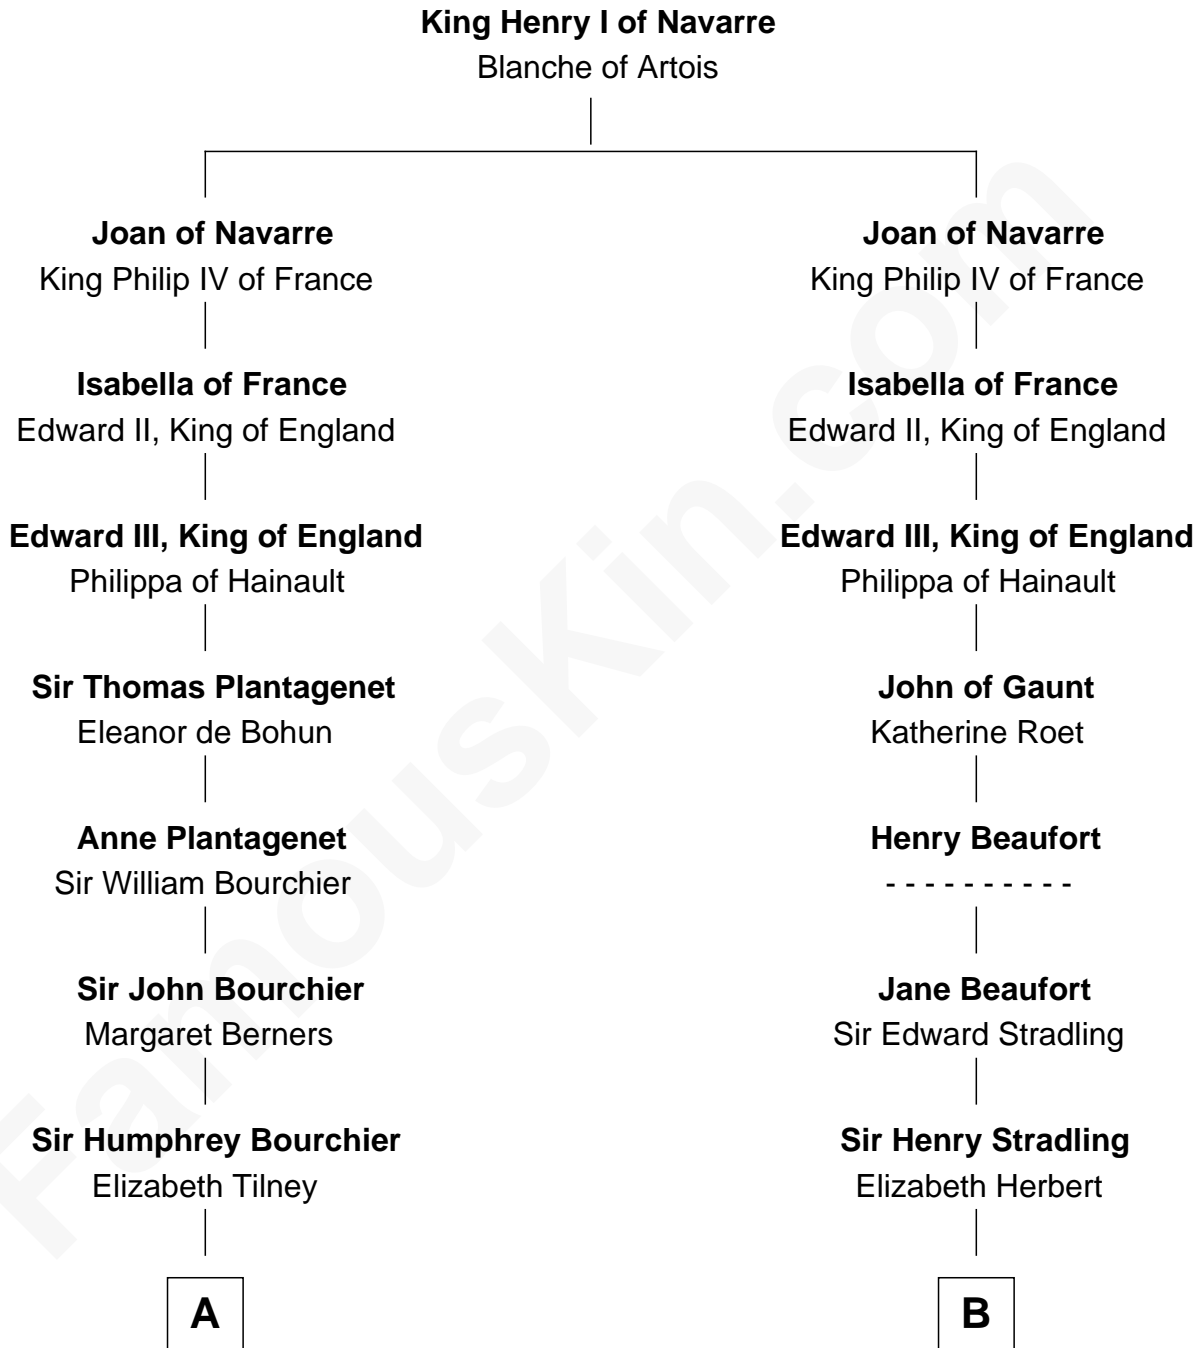 King Henry I of Navarre
Blanche of Artois
Joan of Navarre
King Philip IV of France
Isabella of France
Edward II, King of England
Edward III, King of England
Philippa of Hainault
Sir Thomas Plantagenet
Eleanor de Bohun
Anne Plantagenet
Sir William Bourchier
Sir John Bourchier
Margaret Berners
Sir Humphrey Bourchier
Elizabeth Tilney
A
Joan of Navarre
King Philip IV of France
Isabella of France
Edward II, King of England
Edward III, King of England
Philippa of Hainault
John of Gaunt
Katherine Roet
Henry Beaufort
- - - - - - - - - -
Jane Beaufort
Sir Edward Stradling
Sir Henry Stradling
Elizabeth Herbert
B
FamousKin.com